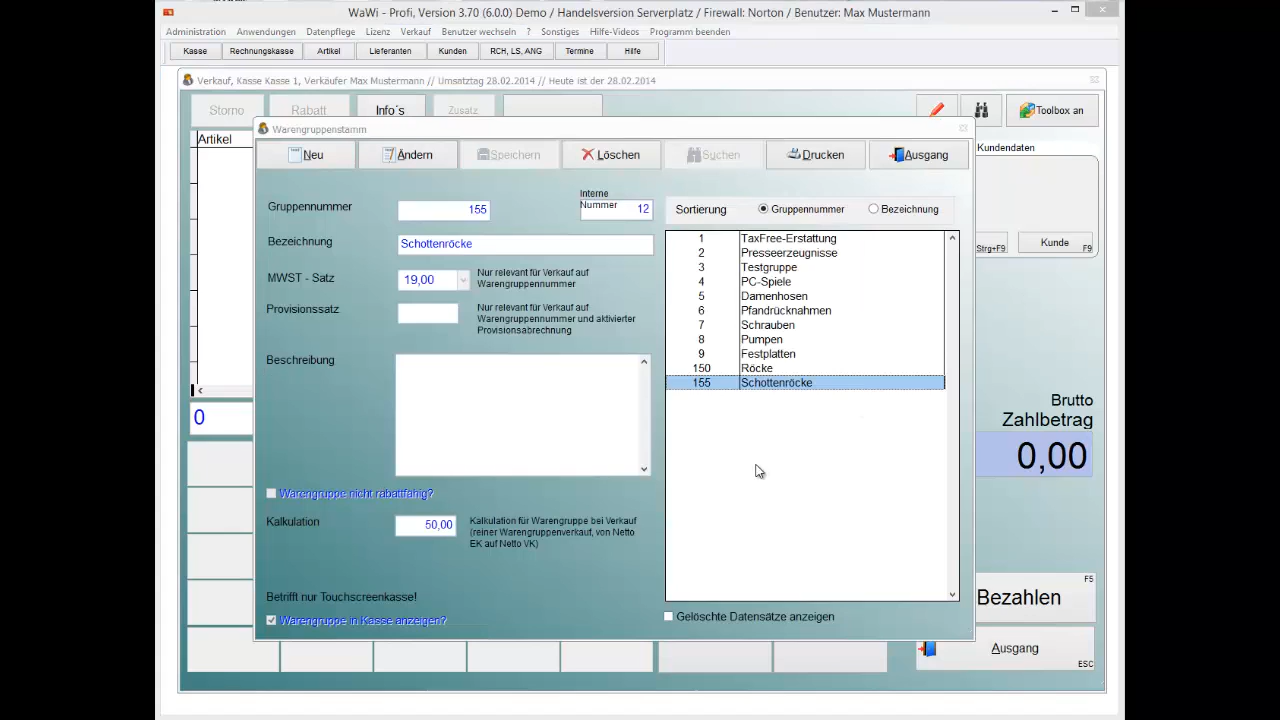 WaWi - Profi, Version 3.70 (6.0.0) Demo / Handelsversion Serverplatz / Firewall: Norton / Benutzer: Max Mustermann
Administration Anwendungen Datenpflege Lizenz Verkauf Benutzer wechseln ? Sonstiges Hilfe-Videos Programm beenden
Kasse Rechnungskasse Artikel Lieferanten Kunden RCH, LS, ANG Termine Hilfe
Verkauf, Kasse Kasse 1, Verkäufer Max Mustermann // Umsatztag 28.02.2014 // Heute ist der 28.02.2014
Storno Rabatt Info´s Zusatz Toolbox an
Warengruppenstamm
Artikel
Kundendaten
Neu Ändern Speichern Löschen Suchen Drucken Ausgang
Gruppennummer 155
Interne
Nummer 12
Sortierung Gruppennummer Bezeichnung
Bezeichnung Schottenröcke
MWST - Satz 19,00
Nur relevant für Verkauf auf
Warengruppennummer
Provisionssatz
Nur relevant für Verkauf auf
Warengruppennummer und aktivierter
Provisionsabrechnung
Beschreibung
1 TaxFree-Erstattung
2 Presseerzeugnisse
3 Testgruppe
4 PC-Spiele
5 Damenhosen
6 Pfandrücknahmen
7 Schrauben
8 Pumpen
9 Festplatten
150 Röcke
155 Schottenröcke
Strg+F9 Kunde F9
Brutto
Zahlbetrag
0,00
0
Warengruppe nicht rabattfähig?
Kalkulation 50,00
Kalkulation für Warengruppe bei Verkauf
(reiner Warengruppenverkauf, von Netto
EK auf Netto VK)
Betrifft nur Touchscreenkasse!
Warengruppe in Kasse anzeigen?
Gelöschte Datensätze anzeigen
F5
Bezahlen
Ausgang
ESC